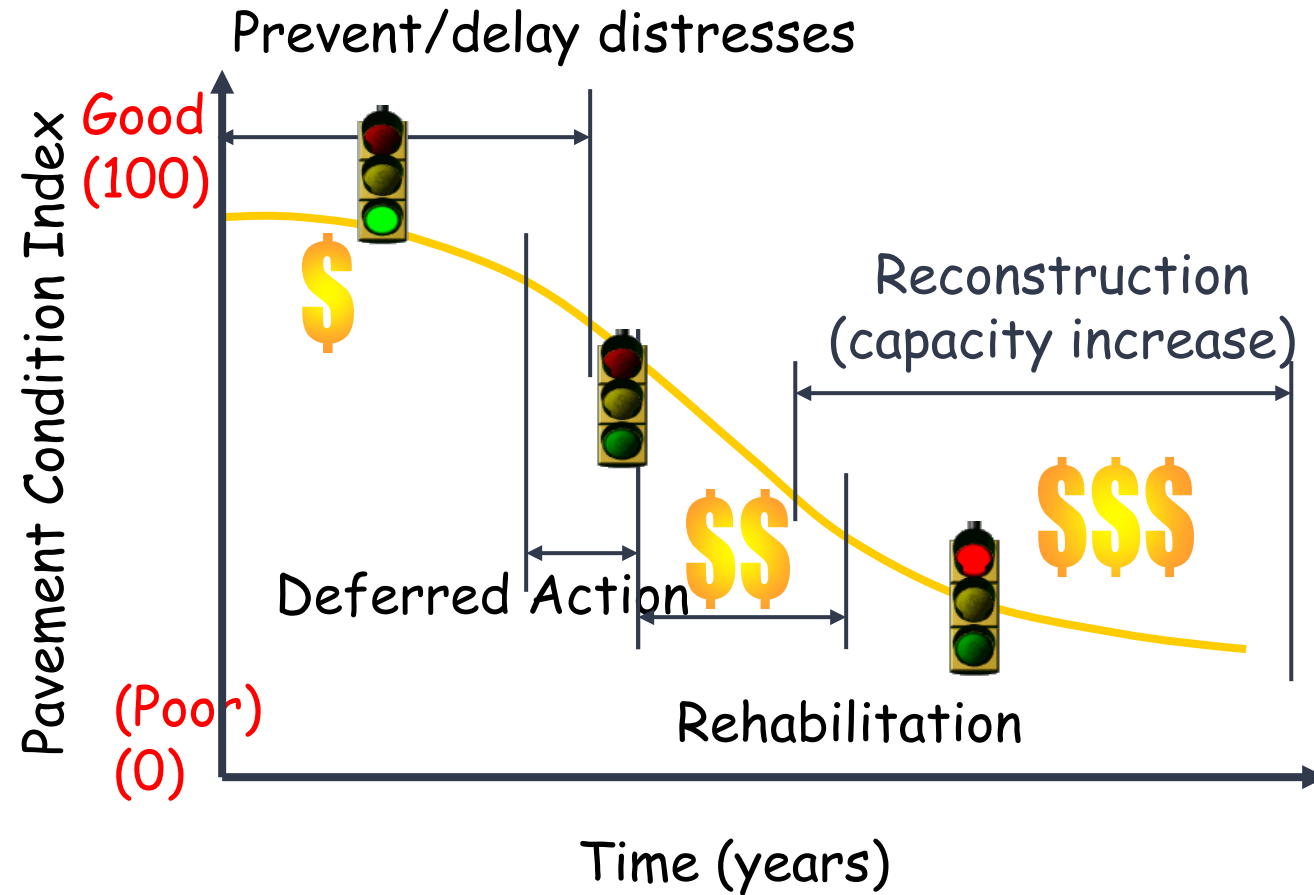 Prevent/delay distresses
Good
(100)
Pavement Condition Index
$
Reconstruction
(capacity increase)
$$$
$$
Deferred Action
(Poor)
(0)
Rehabilitation
Time (years)